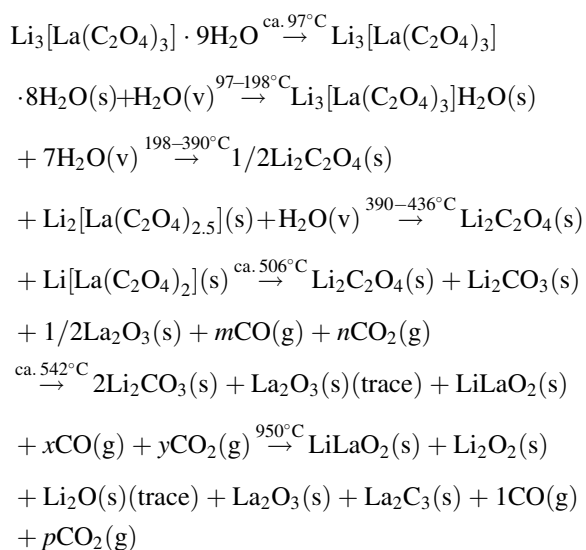 Li₃[La(C₂O₄)₃] · 9H₂O →^{ca. 97°C} Li₃[La(C₂O₄)₃]
·8H₂O(s)+H₂O(v) →^{97−198°C} Li₃[La(C₂O₄)₃]H₂O(s)
+ 7H₂O(v) →^{198−390°C} 1/2Li₂C₂O₄(s)
+ Li₂[La(C₂O₄)₂.₅](s)+H₂O(v) →^{390−436°C} Li₂C₂O₄(s)
+ Li[La(C₂O₄)₂](s) →^{ca. 506°C} Li₂C₂O₄(s) + Li₂CO₃(s)
+ 1/2La₂O₃(s) + mCO(g) + nCO₂(g)
→^{ca. 542°C} 2Li₂CO₃(s) + La₂O₃(s)(trace) + LiLaO₂(s)
+ xCO(g) + yCO₂(g) →^{950°C} LiLaO₂(s) + Li₂O₂(s)
+ Li₂O(s)(trace) + La₂O₃(s) + La₂C₃(s) + 1CO(g)
+ pCO₂(g)